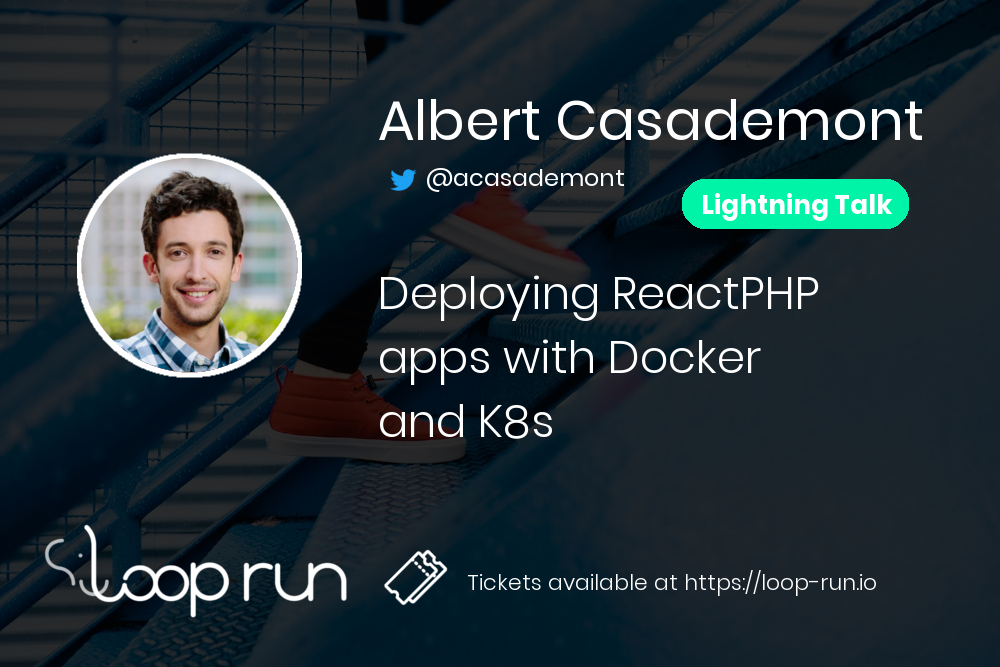 Albert Casademont
@acasademont
Lightning Talk
Deploying ReactPHP
apps with Docker
and K8s
loop run
Tickets available at https://loop-run.io